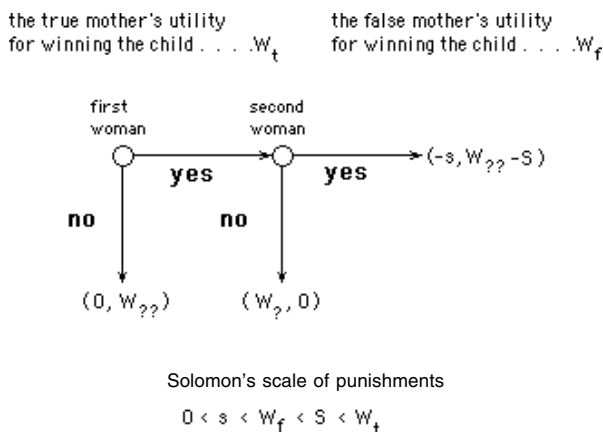 the true mother's utility
for winning the child . . . .W_t
the false mother's utility
for winning the child . . . .W_f
first
woman
second
woman
yes
yes
(-s, W_?? -S)
no
no
(0, W_??)
(W_?, 0)
Solomon's scale of punishments
0 < s < W_f < S < W_t